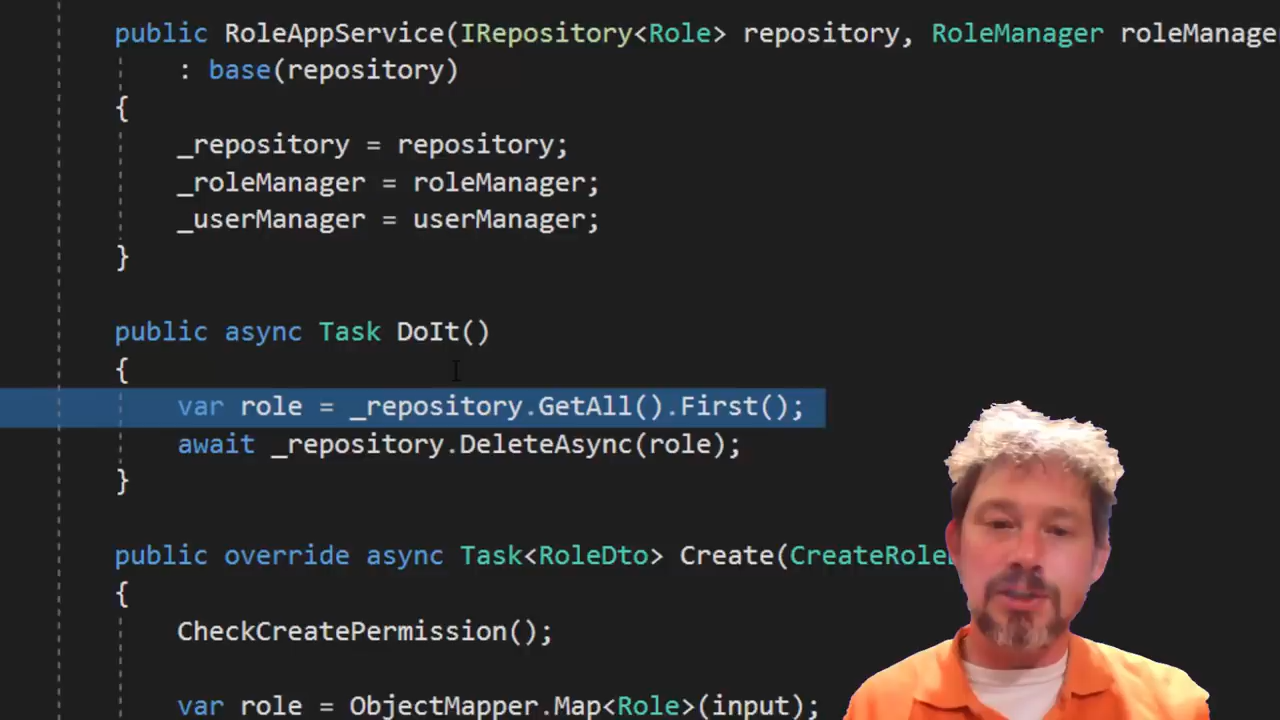 public RoleAppService(IRepository<Role> repository, RoleManager roleManage
: base(repository)
{
_repository = repository;
_roleManager = roleManager;
_userManager = userManager;
}
public async Task DoIt()
{
var role = _repository.GetAll().First();
await _repository.DeleteAsync(role);
}
public override async Task<RoleDto> Create(CreateRole
{
CheckCreatePermission();
var role = ObjectMapper.Map<Role>(input);